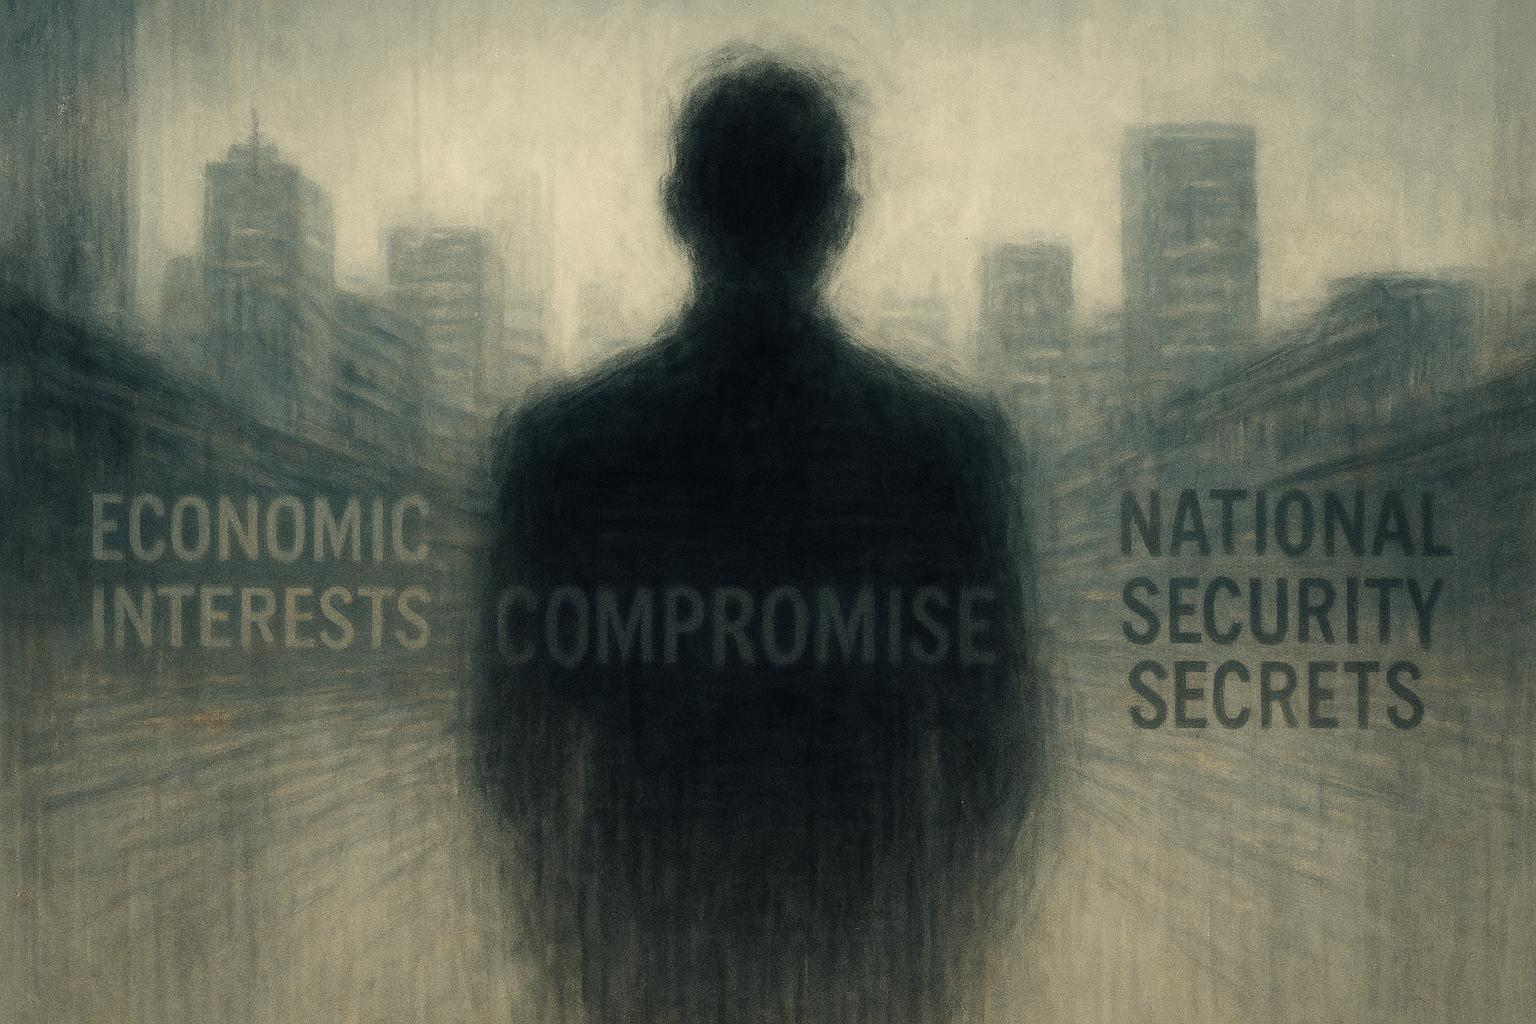 ECONOMIC
INTERESTS
COMPROMISE
NATIONAL
SECURITY
SECRETS